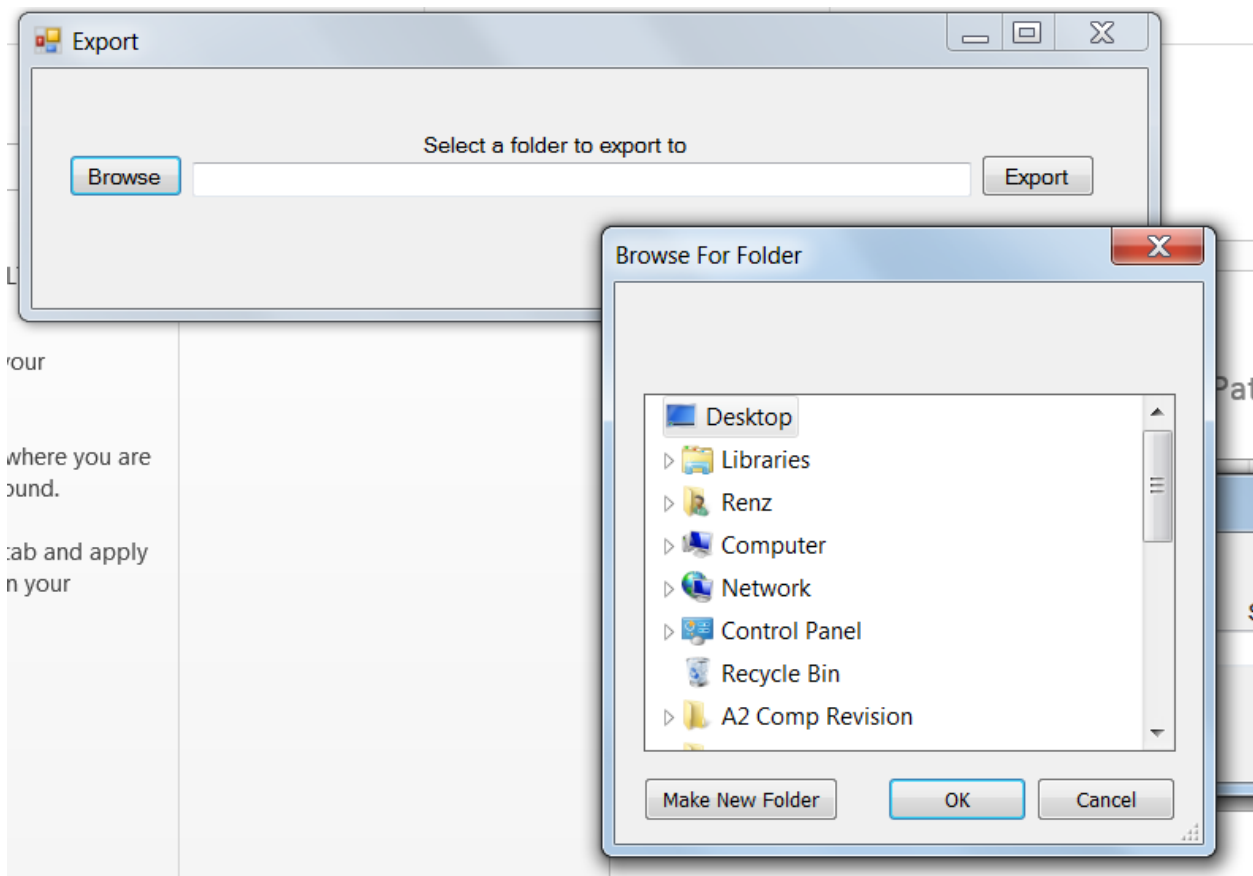 Export
Select a folder to export to
Browse
Export
Browse For Folder
Desktop
Libraries
Renz
Computer
Network
Control Panel
Recycle Bin
A2 Comp Revision
Make New Folder
OK
Cancel
your
where you are
ound.
tab and apply
n your
Pat